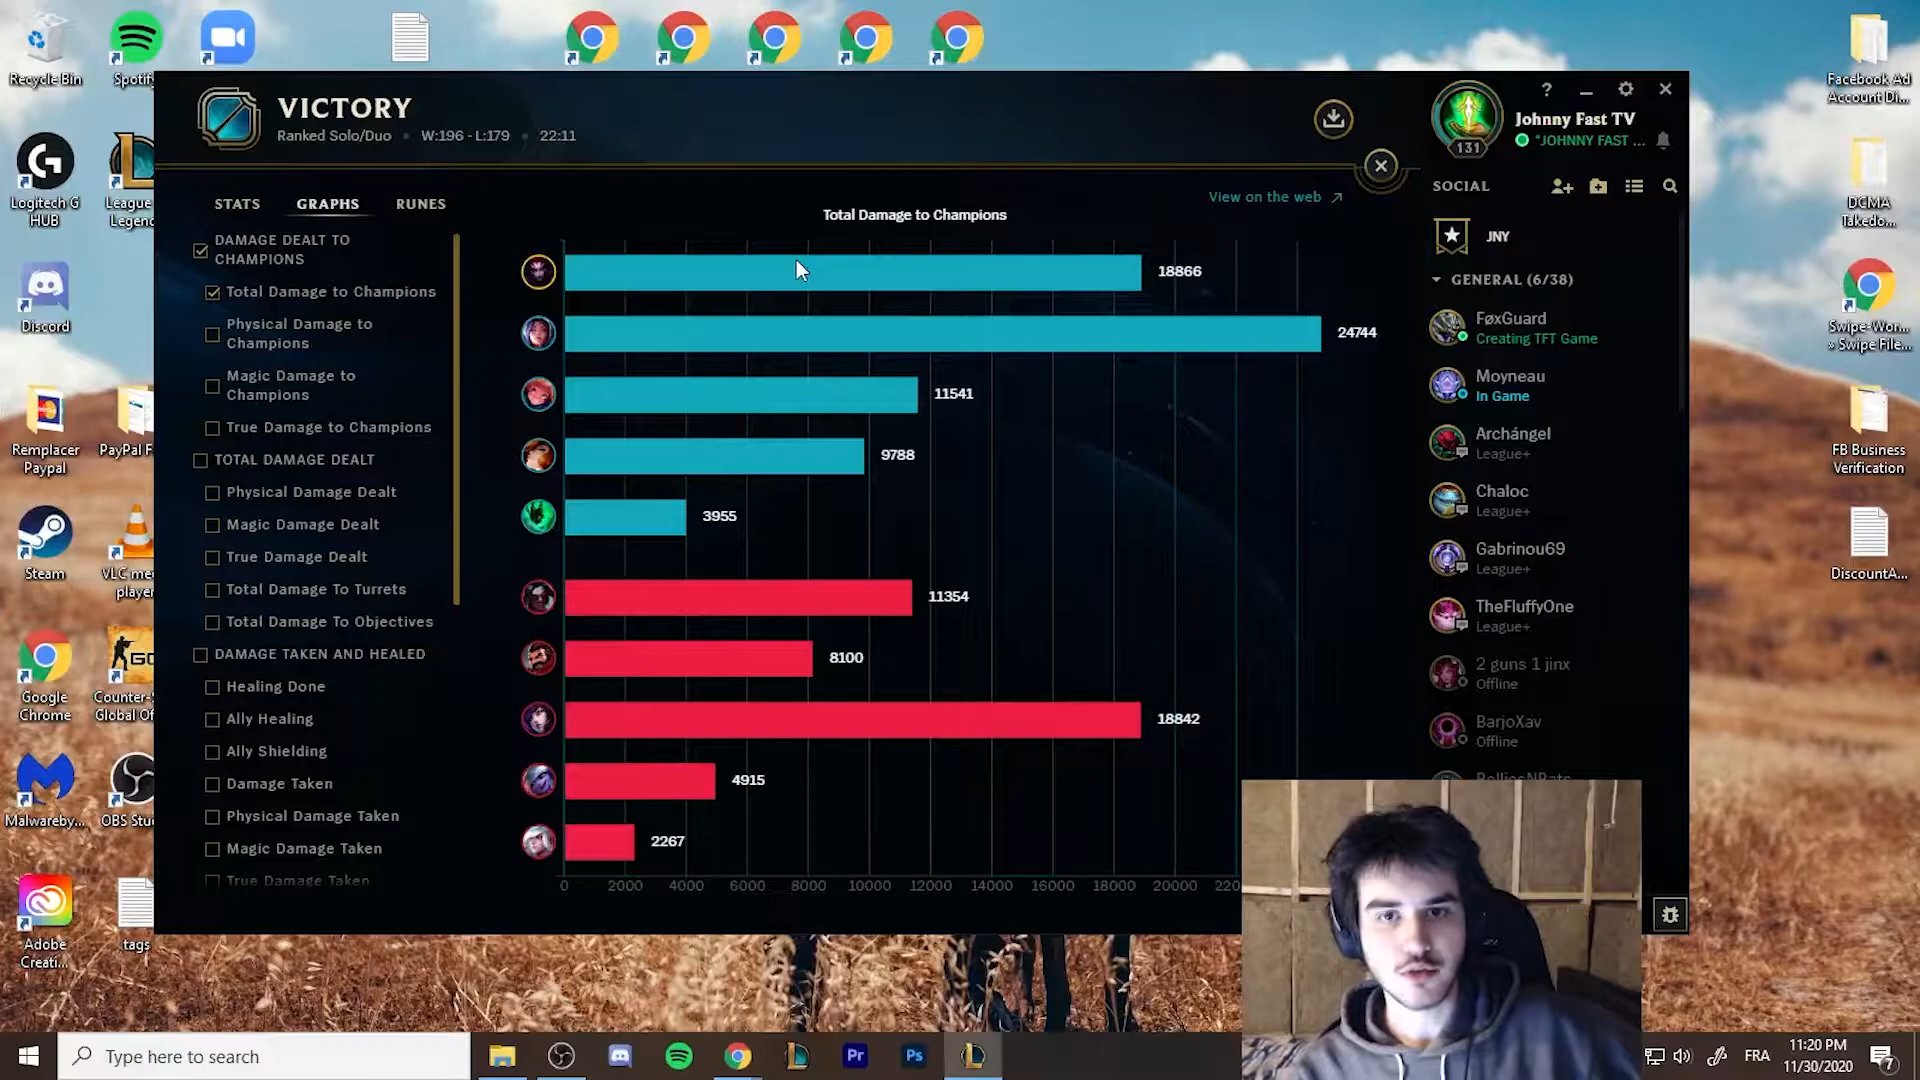 Recycle Bin
Spotify
VICTORY
Ranked Solo/Duo • W:196 - L:179 • 22:11
View on the web
STATS
GRAPHS
RUNES
DAMAGE DEALT TO
CHAMPIONS
Total Damage to Champions
Physical Damage to
Champions
Magic Damage to
Champions
True Damage to Champions
TOTAL DAMAGE DEALT
Physical Damage Dealt
Magic Damage Dealt
True Damage Dealt
Total Damage To Turrets
Total Damage To Objectives
DAMAGE TAKEN AND HEALED
Healing Done
Ally Healing
Ally Shielding
Damage Taken
Physical Damage Taken
Magic Damage Taken
True Damage Taken
Total Damage to Champions
18866
24744
11541
9788
3955
11354
8100
18842
4915
2267
0 2000 4000 6000 8000 10000 12000 14000 16000 18000 20000 220
?
131
Johnny Fast TV
"JOHNNY FAST ...
SOCIAL
JNY
GENERAL (6/38)
FøxGuard
Creating TFT Game
Moyneau
In Game
Archángel
League+
Chaloc
League+
Gabrinou69
League+
TheFluffyOne
League+
2 guns 1 jinx
Offline
BarjoXav
Offline
Logitech G
HUB
League
Legenc
Discord
Remplacer
Paypal
PayPal F
Steam
VLC me
player
Google
Chrome
Counter-S
Global Of
GO
Malwareby...
OBS Stu
Adobe
Creati...
tags
Facebook Ad
Account Di...
DCMA
Takedo...
Swipe-Wor...
» Swipe File...
FB Business
Verification
DiscountA...
Type here to search
Pr
Ps
FRA
11:20 PM
11/30/2020
7